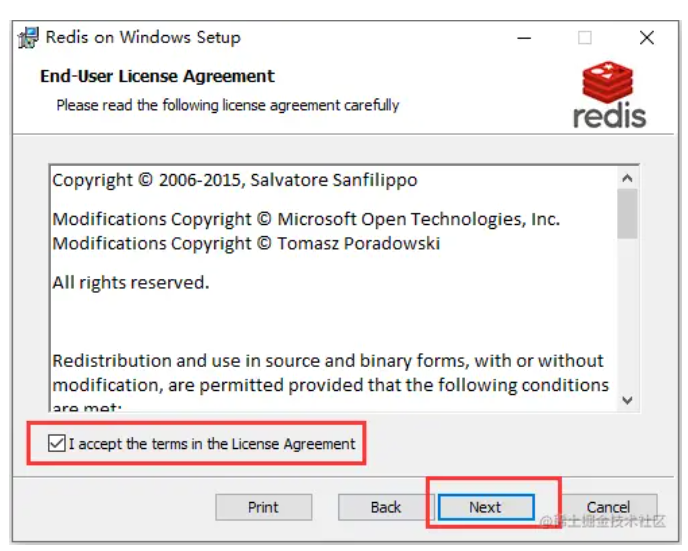 Redis on Windows Setup
End-User License Agreement
Please read the following license agreement carefully
redis
Copyright © 2006-2015, Salvatore Sanfilippo
Modifications Copyright © Microsoft Open Technologies, Inc.
Modifications Copyright © Tomasz Poradowski
All rights reserved.
Redistribution and use in source and binary forms, with or without
modification, are permitted provided that the following conditions
are met:
I accept the terms in the License Agreement
Print Back Next Cancel
@稀土掘金技术社区